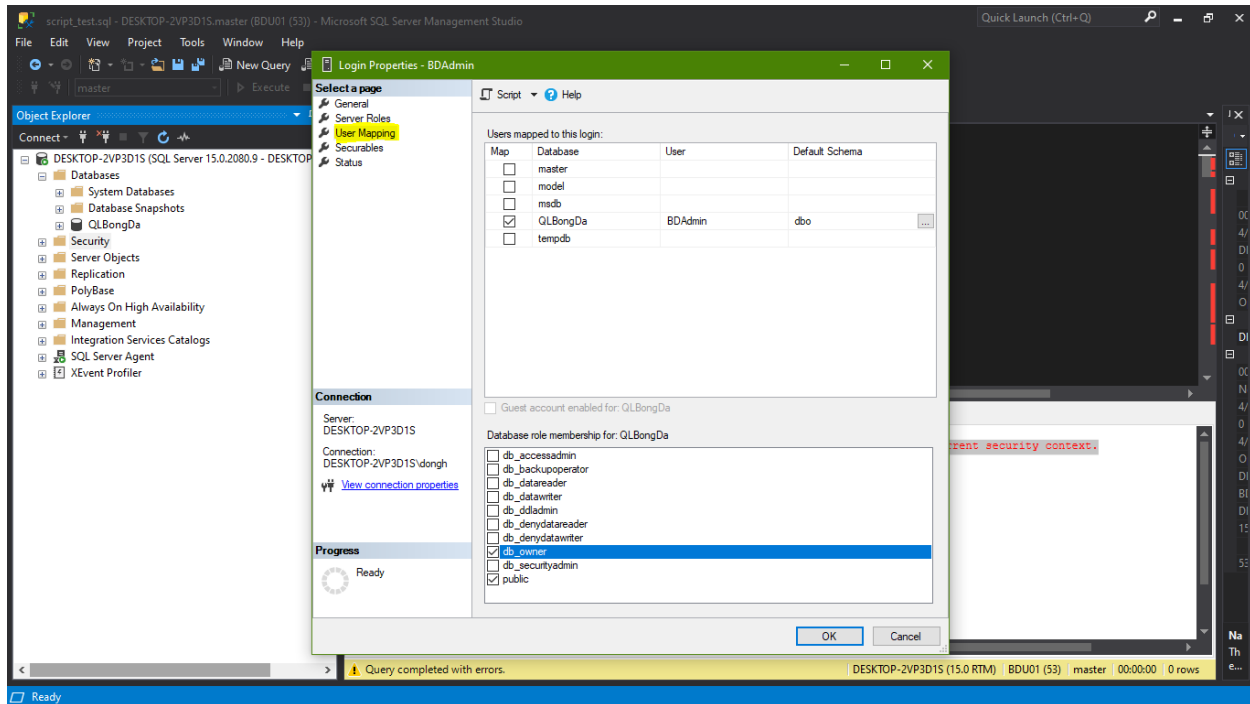 script_test.sql - DESKTOP-2VP3D1S.master (BDU01 (53)) - Microsoft SQL Server Management Studio
Quick Launch (Ctrl+Q)
File Edit View Project Tools Window Help
New Query
master
Execute
Object Explorer
Connect
DESKTOP-2VP3D1S (SQL Server 15.0.2080.9 - DESKTOP
Databases
System Databases
Database Snapshots
QLBongDa
Security
Server Objects
Replication
PolyBase
Always On High Availability
Management
Integration Services Catalogs
SQL Server Agent
XEvent Profiler
Login Properties - BDAdmin
Select a page
General
Server Roles
User Mapping
Securables
Status
Script Help
Users mapped to this login:
Map Database User Default Schema
master
model
msdb
QLBongDa BDAdmin dbo ...
tempdb
Guest account enabled for: QLBongDa
Database role membership for: QLBongDa
db_accessadmin
db_backupoperator
db_datareader
db_datawriter
db_ddladmin
db_denydatareader
db_denydatawriter
db_owner
db_securityadmin
public
Connection
Server:
DESKTOP-2VP3D1S
Connection:
DESKTOP-2VP3D1S\dongh
View connection properties
Progress
Ready
OK Cancel
rrent security context.
Query completed with errors.
DESKTOP-2VP3D1S (15.0 RTM) BDU01 (53) master 00:00:00 0 rows
Na
Th
e...
Ready